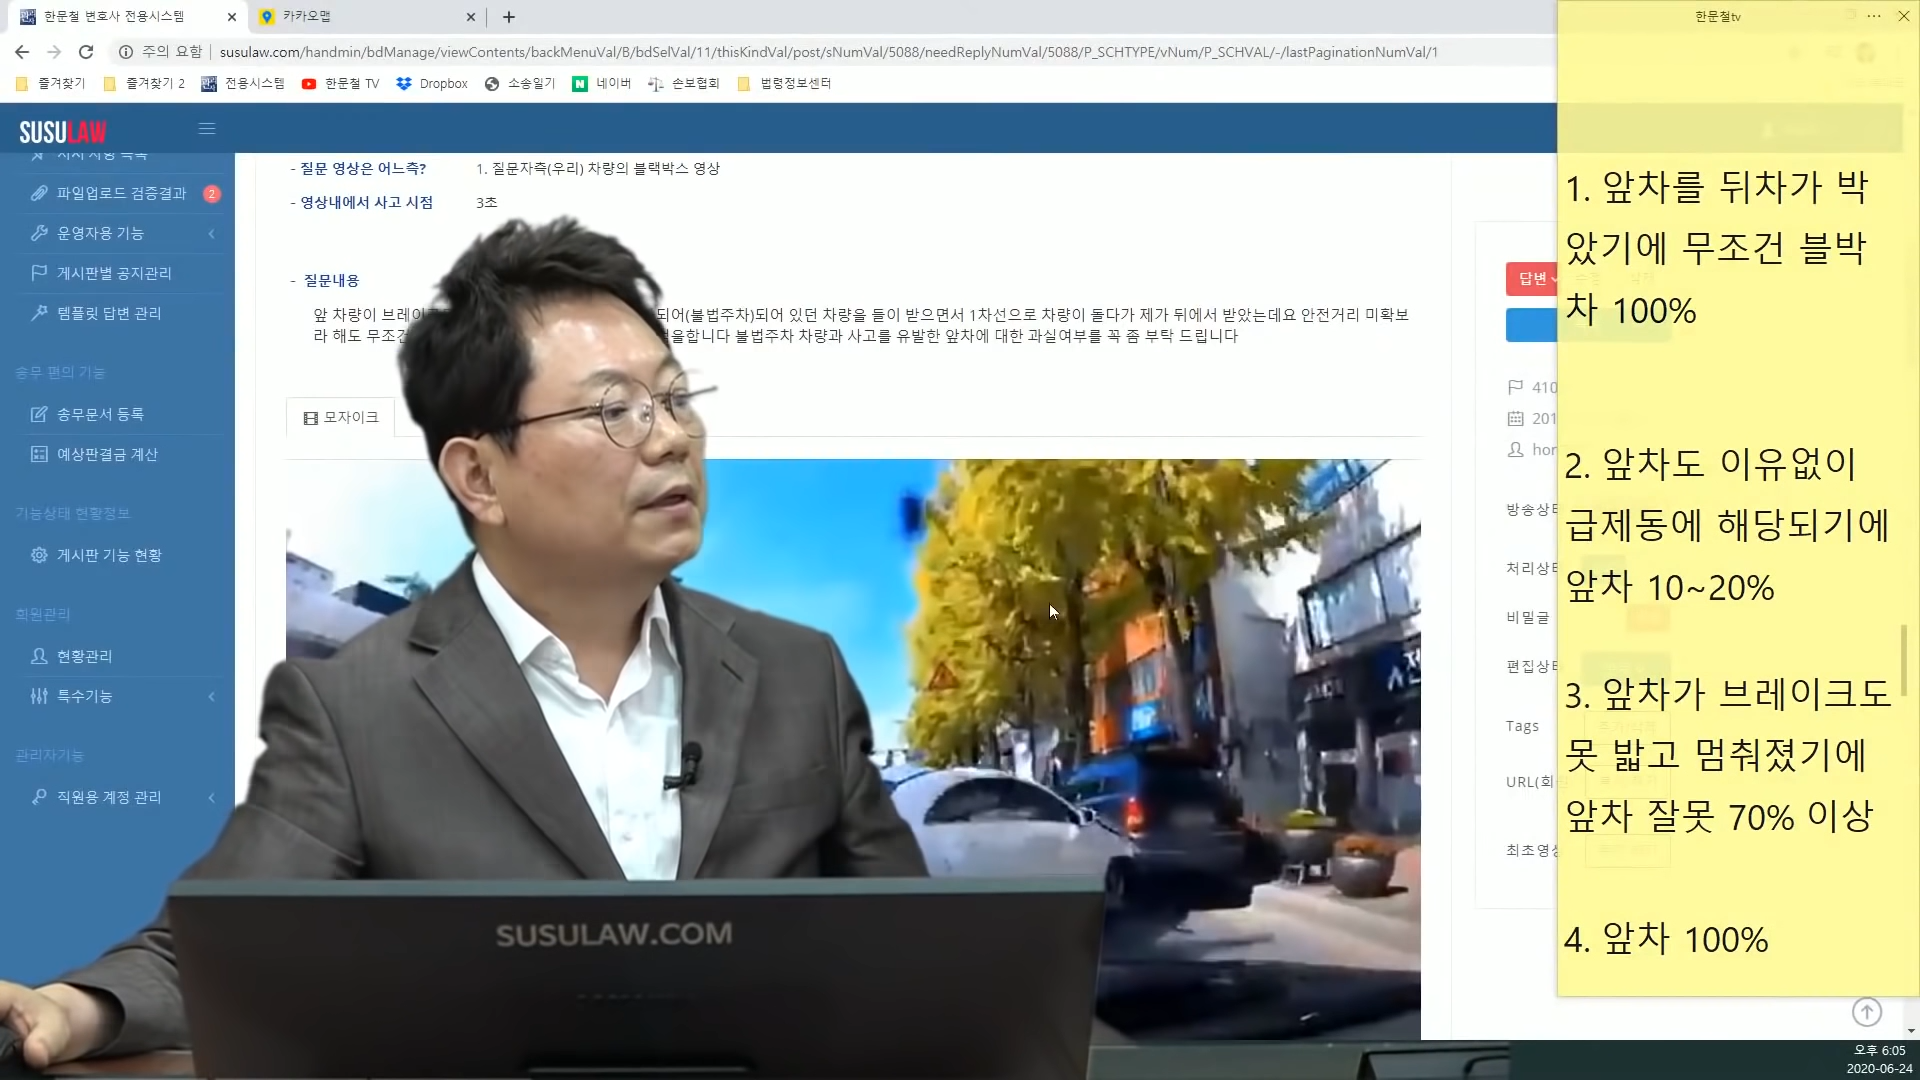 한문철 변호사 전용시스템
카카오맵
한문철tv
주의 요함
susulaw.com/handmin/bdManage/viewContents/backMenuVal/B/bdSelVal/11/thisKindVal/post/sNumVal/5088/needReplyNumVal/5088/P_SCHTYPE/vNum/P_SCHVAL/-/lastPaginationNumVal/1
즐겨찾기 즐겨찾기 2 전용시스템 한문철 TV Dropbox 소송일기 네이버 손보협회 법령정보센터
SUSULAW
파일업로드 검증결과 2
운영자용 기능
게시판별 공지관리
템플릿 답변 관리
송무 편의 기능
송무문서 등록
예상판결금 계산
기능상태 현황정보
게시판 기능 현황
회원관리
현황관리
특수기능
관리자기능
직원용 계정 관리
- 질문 영상은 어느측? 1. 질문자측(우리) 차량의 블랙박스 영상
- 영상내에서 사고 시점 3초
- 질문내용
앞 차량이 되어(불법주차)되어 있던 차량을 들이 받으면서 1차선으로 차량이 돌다가 제가 뒤에서 받았는데요 안전거리 미확보
라 해도 무조건 억울합니다 불법주차 차량과 사고를 유발한 앞차에 대한 과실여부를 꼭 좀 부탁 드립니다
모자이크
SUSULAW.COM
답변
410
201
hor
방송상태
처리상태
비밀글
편집상태
Tags
URL(회
최초영상
1. 앞차를 뒤차가 박
았기에 무조건 블박
차 100%
2. 앞차도 이유없이
급제동에 해당되기에
앞차 10~20%
3. 앞차가 브레이크도
못 밟고 멈춰졌기에
앞차 잘못 70% 이상
4. 앞차 100%
오후 6:05
2020-06-24